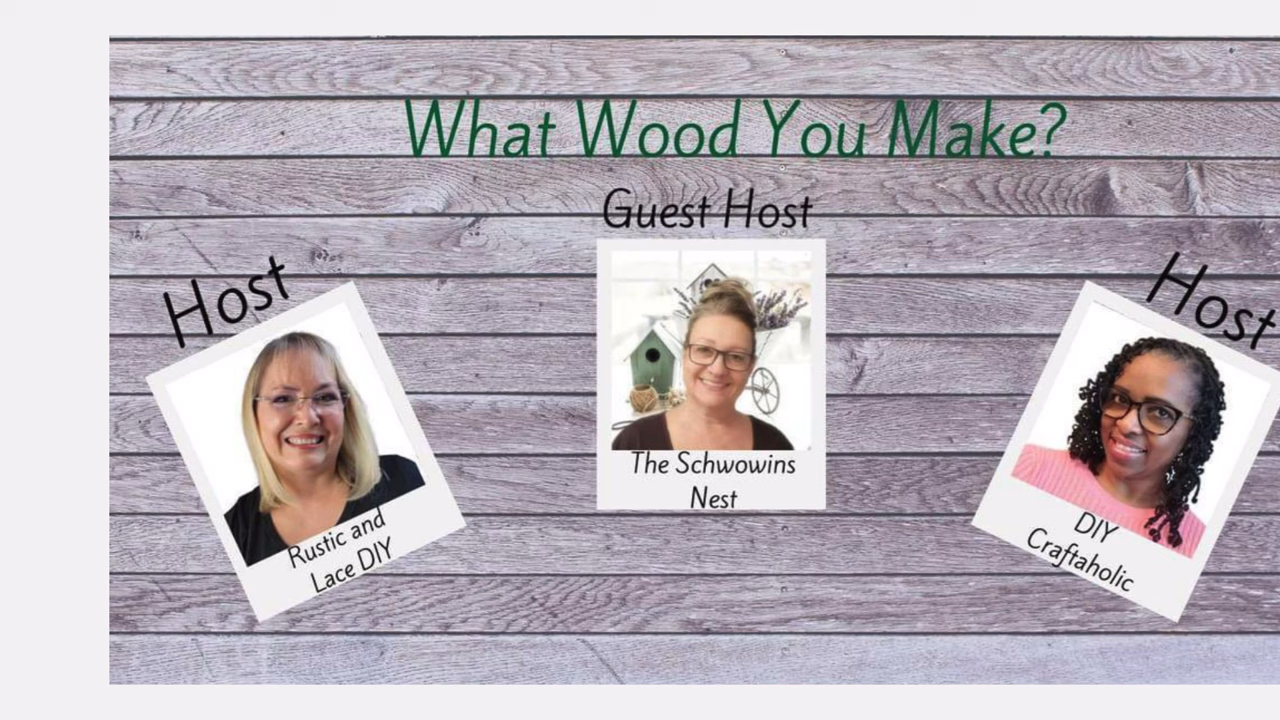 What Wood You Make?
Guest Host
Host
Host
The Schwowins
Nest
Rustic and
Lace DIY
DIY
Craftaholic